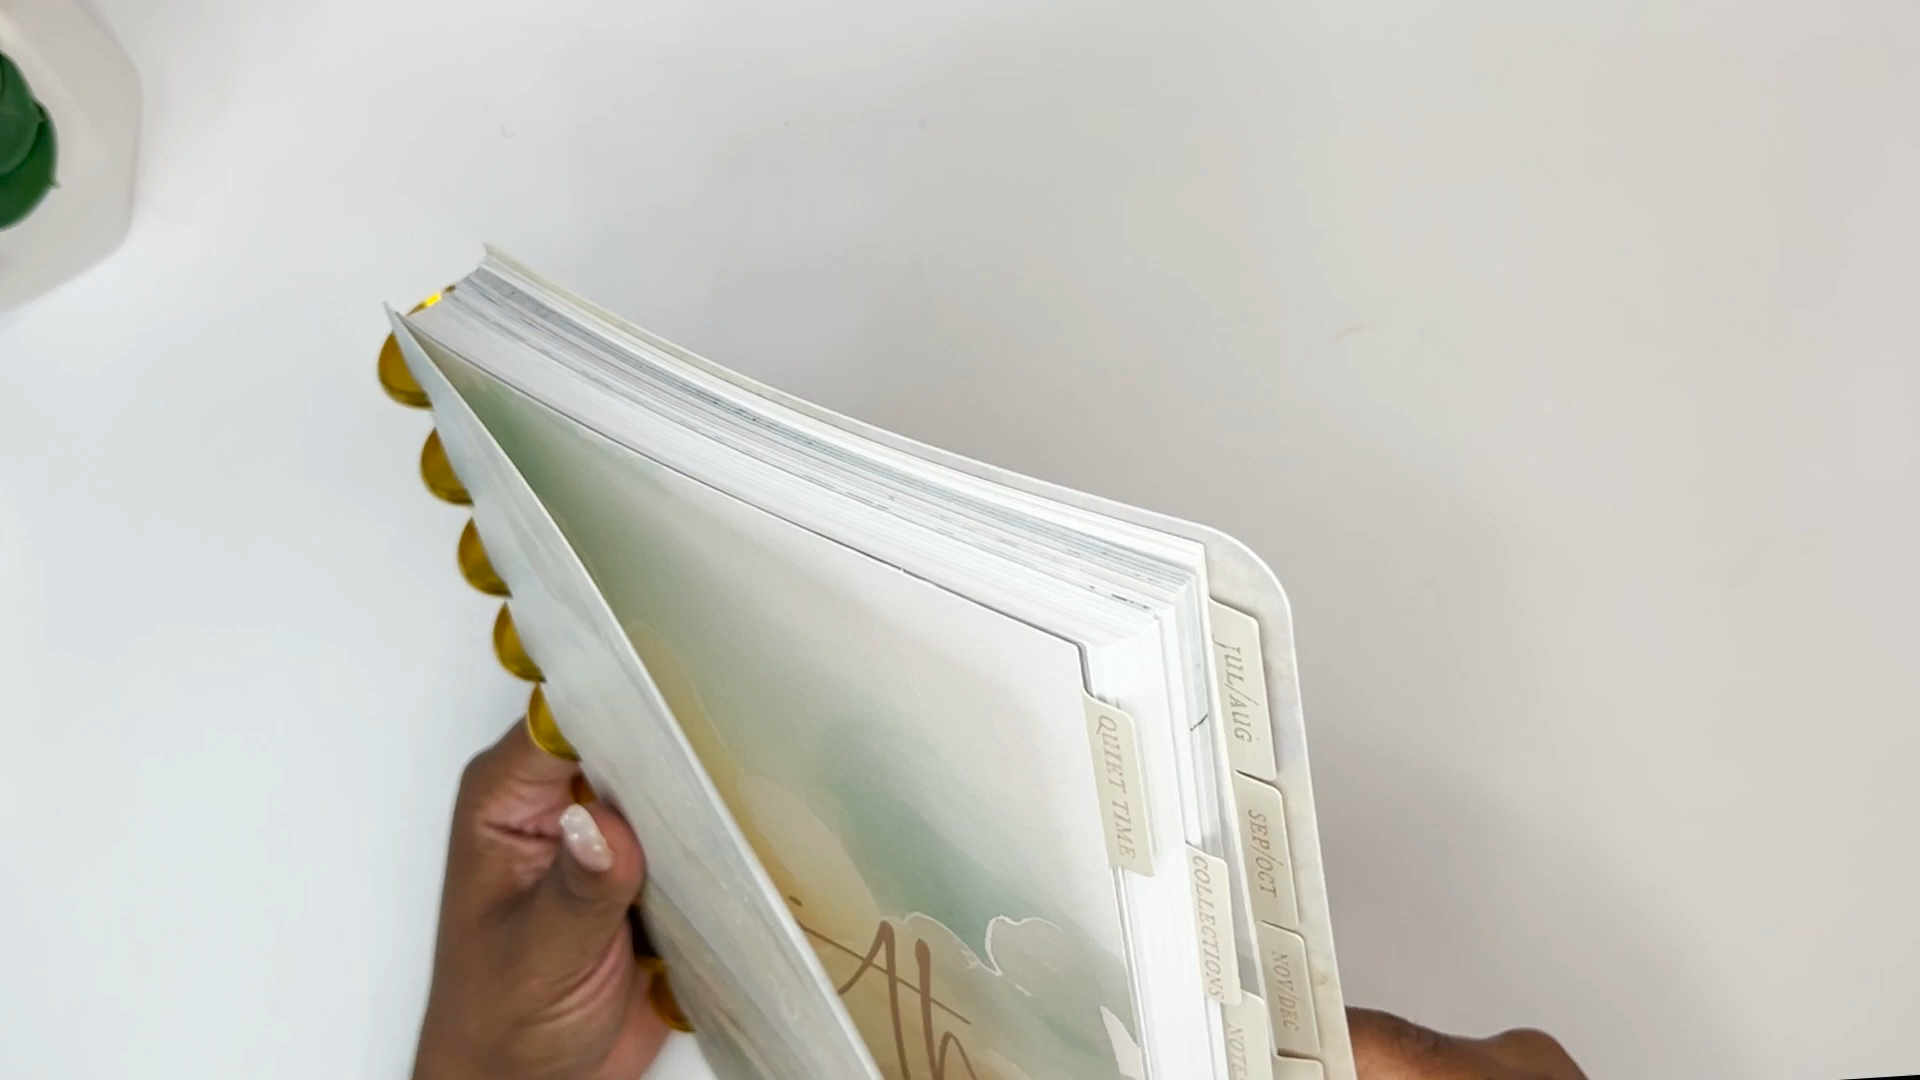 QUIET TIME
COLLECTIONS
JUL/AUG
SEP/OCT
NOV/DEC